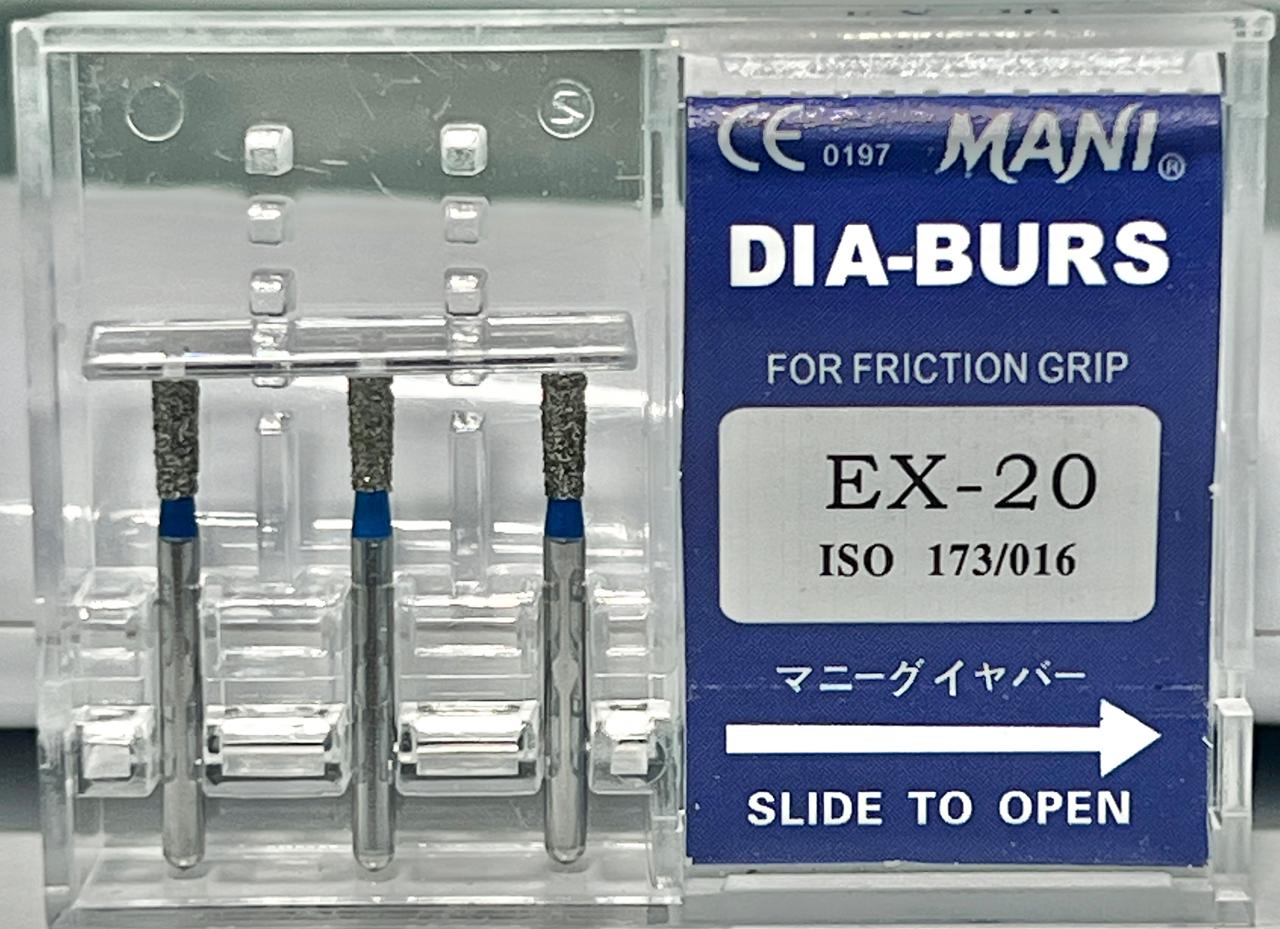 CE 0197 MANI®
DIA-BURS
FOR FRICTION GRIP
EX-20
ISO 173/016
マニーダイヤバー
SLIDE TO OPEN